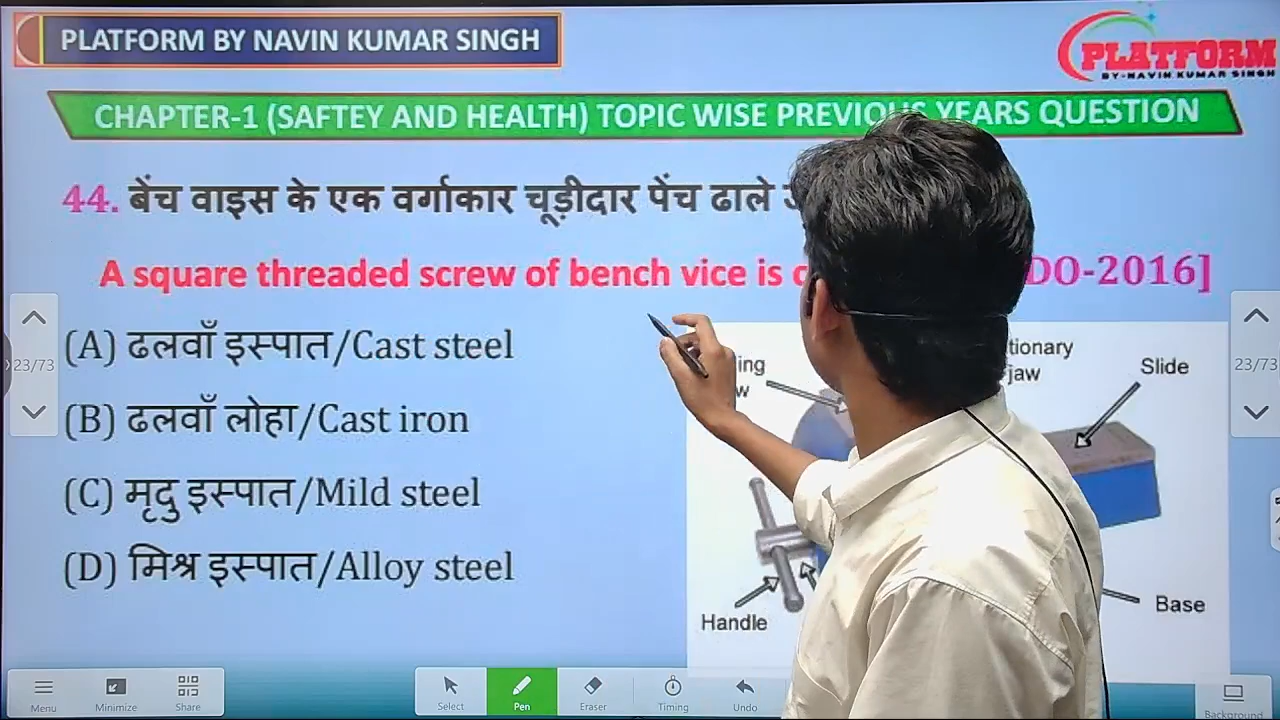 PLATFORM BY NAVIN KUMAR SINGH
PLATFORM
BY-NAVIN KUMAR SINGH
CHAPTER-1 (SAFTEY AND HEALTH) TOPIC WISE PREVIOUS YEARS QUESTION
44. बेंच वाइस के एक वर्गाकार चूड़ीदार पेंच ढाले
A square threaded screw of bench vice is DO-2016]
(A) ढलवाँ इस्पात/Cast steel
(B) ढलवाँ लोहा/Cast iron
(C) मृदु इस्पात/Mild steel
(D) मिश्र इस्पात/Alloy steel
23/73
23/73
jaw
Slide
Handle
Base
Menu
Minimize
Share
Select
Pen
Eraser
Timing
Undo
Background